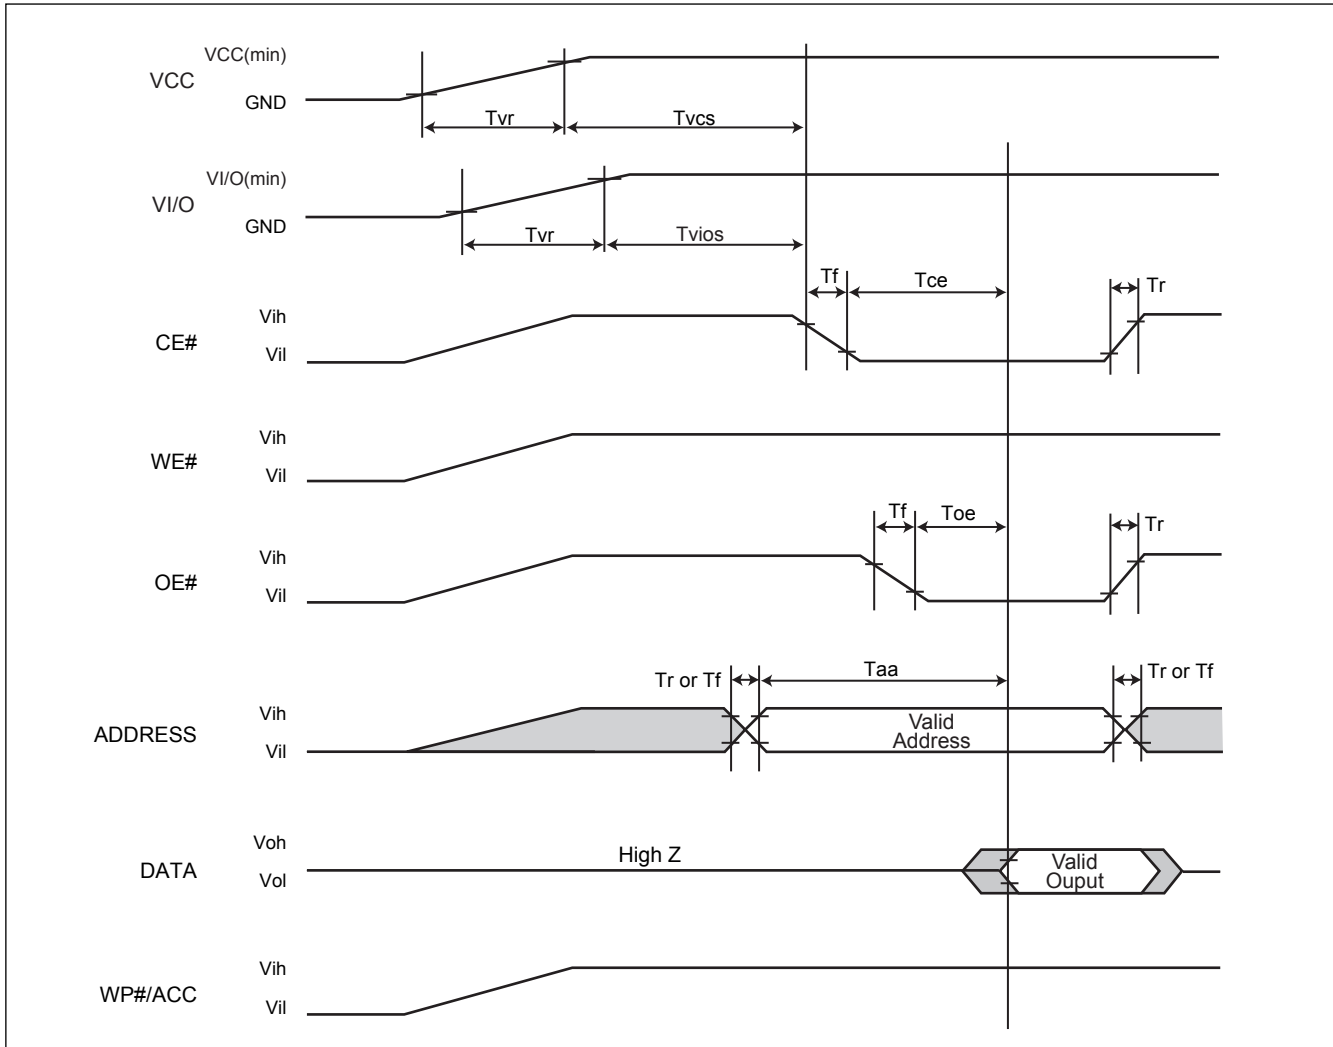 VCC(min)
VCC
GND
Tvr
Tvcs
VI/O(min)
VI/O
GND
Tvr
Tvios
Tf
Tce
Tr
Vih
CE#
Vil
Vih
WE#
Vil
Tf
Toe
Tr
Vih
OE#
Vil
Tr or Tf
Taa
Tr or Tf
Vih
ADDRESS
Vil
Valid
Address
Voh
DATA
Vol
High Z
Valid
Ouput
Vih
WP#/ACC
Vil